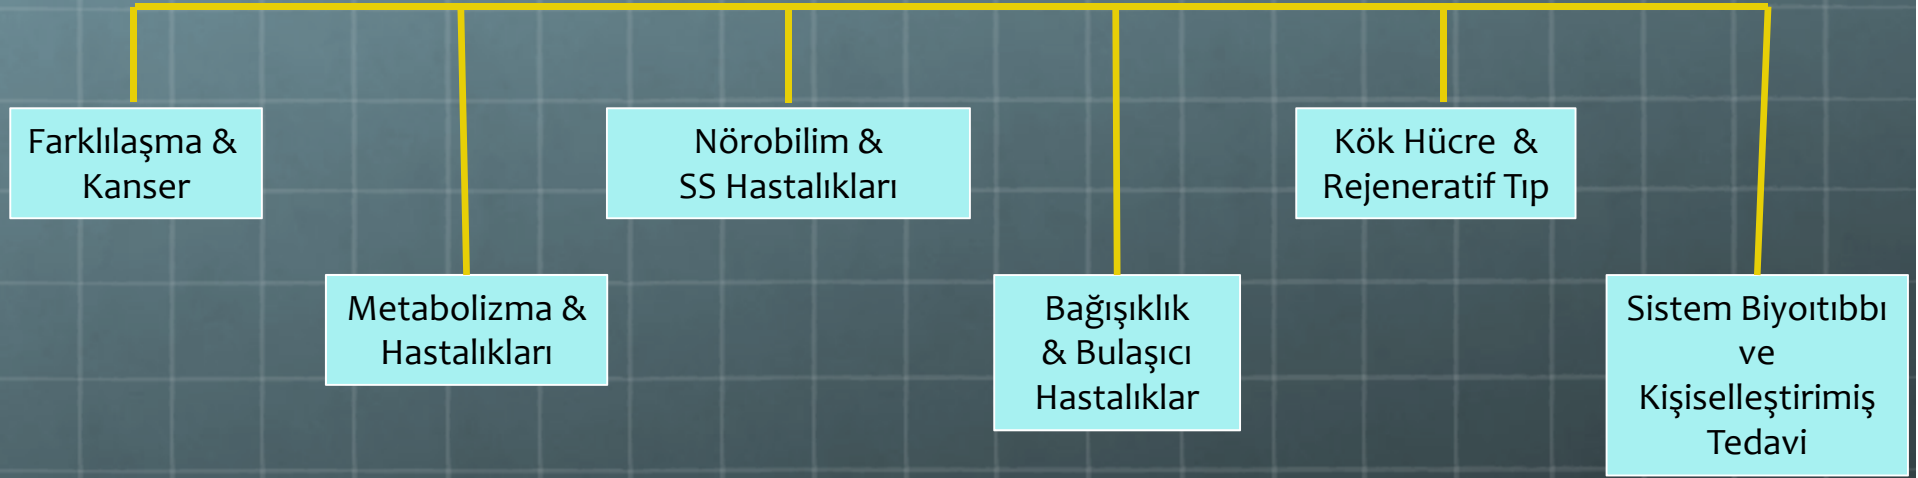 Farklılaşma &
Kanser
Metabolizma &
Hastalıkları
Nörobilim &
SS Hastalıkları
Bağışıklık
& Bulaşıcı
Hastalıklar
Kök Hücre  &
Rejeneratif Tıp
Sistem Biyoıtıbbı
ve
Kişiselleştirimiş
Tedavi